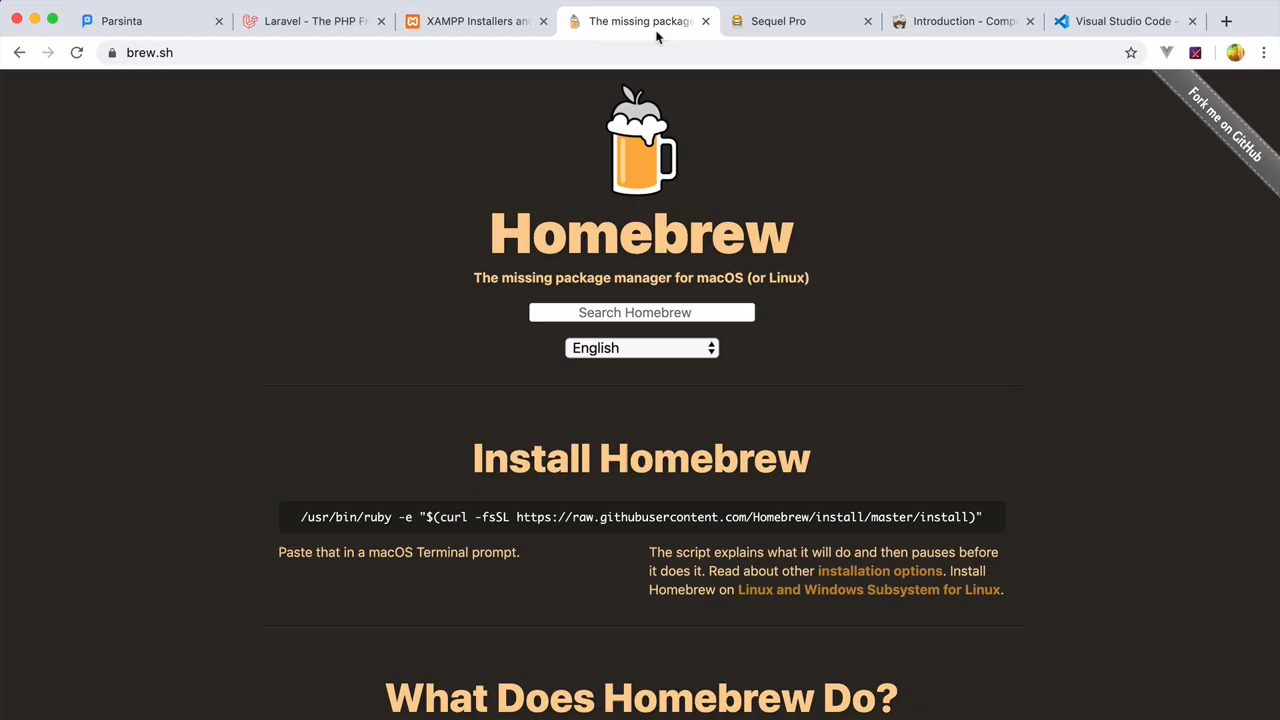 Parsinta
Laravel - The PHP Fr
XAMPP Installers and
The missing package
Sequel Pro
Introduction - Compo
Visual Studio Code -
brew.sh
Fork me on GitHub
Homebrew
The missing package manager for macOS (or Linux)
Search Homebrew
English
Install Homebrew
/usr/bin/ruby -e "$(curl -fsSL https://raw.githubusercontent.com/Homebrew/install/master/install)"
Paste that in a macOS Terminal prompt.
The script explains what it will do and then pauses before
it does it. Read about other installation options. Install
Homebrew on Linux and Windows Subsystem for Linux.
What Does Homebrew Do?